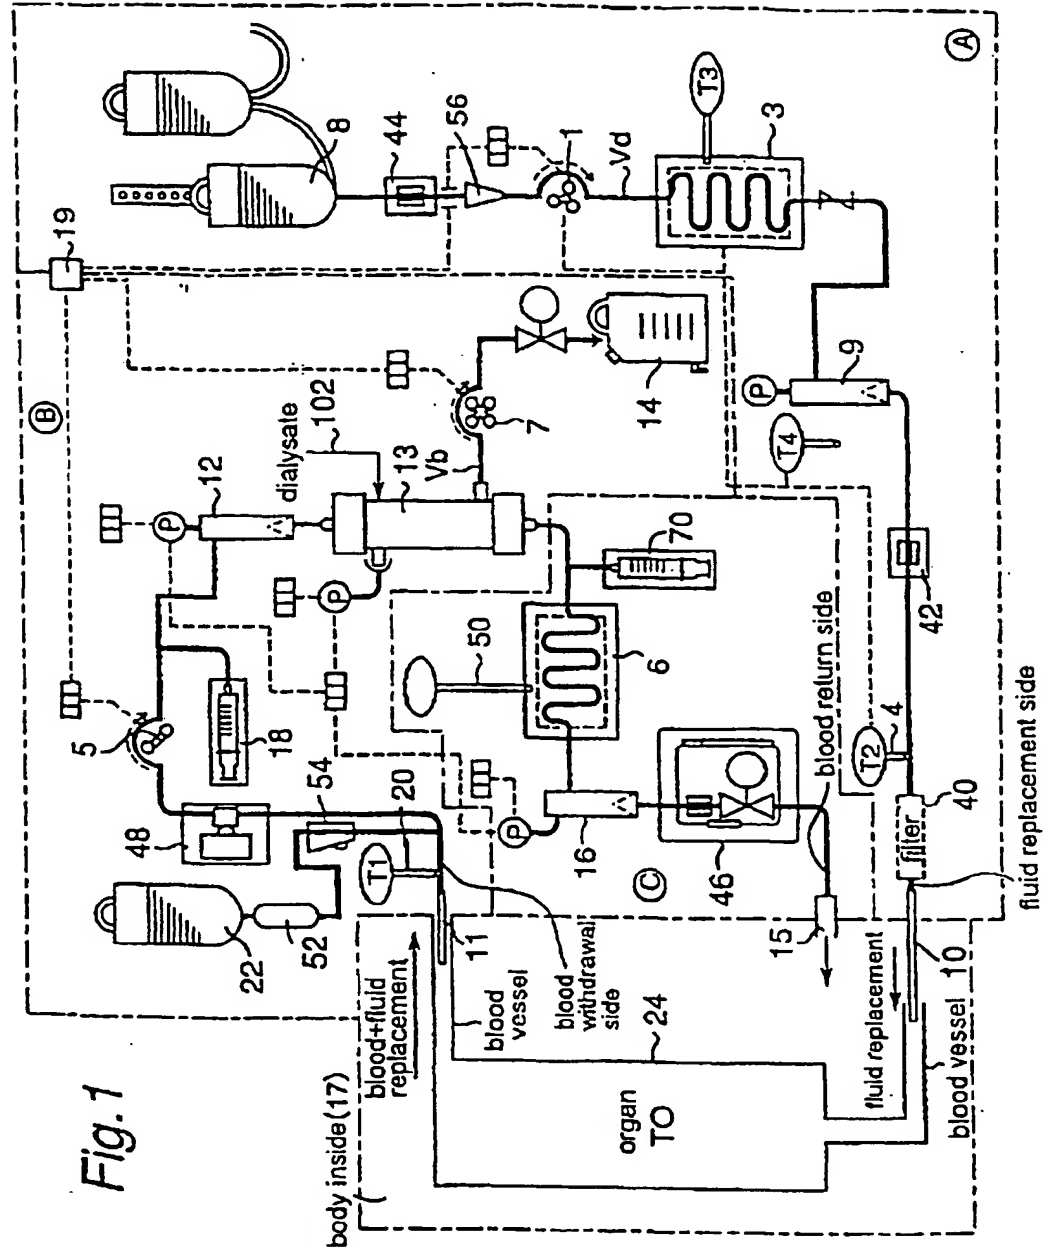 Fig.1
body inside(17)
22
52
48
5
18
54
T1
20
11
blood+fluid
replacement
blood
vessel
blood
withdrawal
side
24
organ
TO
B
19
P
12
dialysate
102
13
P
Vb
7
14
70
50
6
P
16
C
46
blood return side
15
8
44
56
1
Vd
T3
3
A
P
9
T4
42
T2
4
40
filter
fluid replacement side
10
fluid replacement
blood vessel